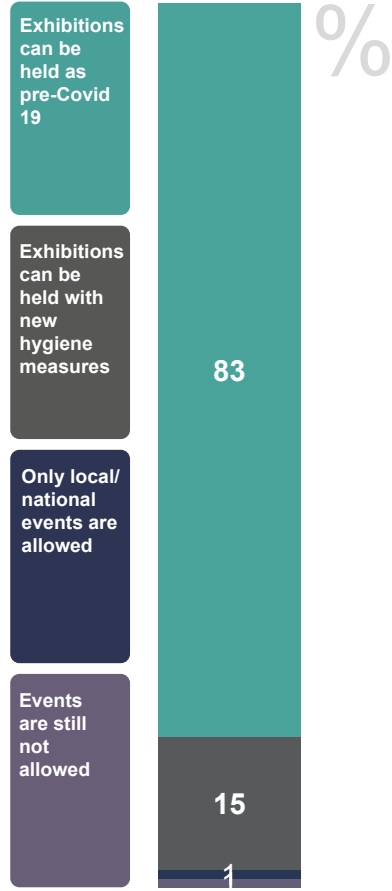 %
Exhibitions
can be
held as
pre-Covid
19
Exhibitions
can be
held with
new
hygiene
measures
83
Only local/
national
events are
allowed
Events
are still
not
allowed
15
1
1